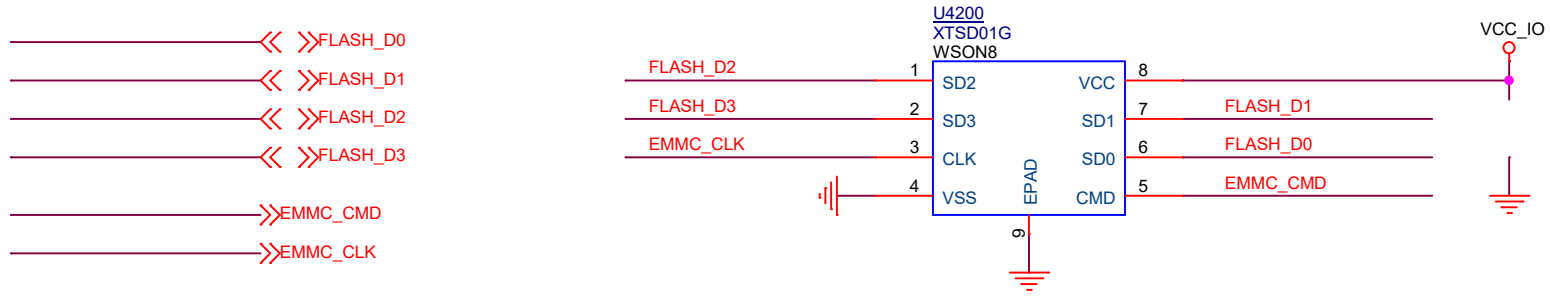 FLASH_D0
FLASH_D1
FLASH_D2
FLASH_D3
EMMC_CMD
EMMC_CLK
U4200
XTSD01G
WSON8
FLASH_D2
1
SD2
FLASH_D3
2
SD3
EMMC_CLK
3
CLK
4
VSS
EPAD
9
VCC
8
SD1
7
FLASH_D1
SD0
6
FLASH_D0
CMD
5
EMMC_CMD
VCC_IO